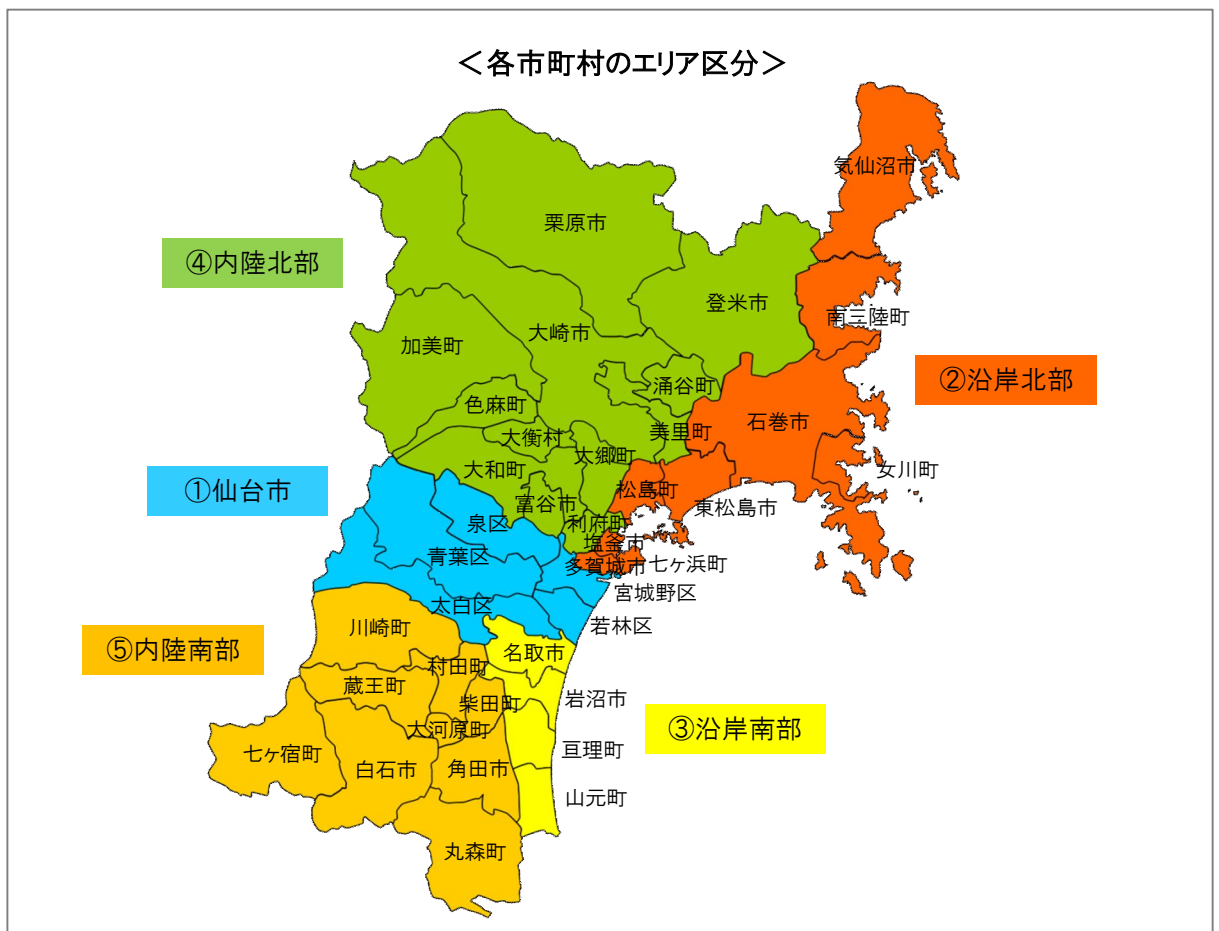 ＜各市町村のエリア区分＞
気仙沼市
栗原市
④内陸北部
登米市
南三陸町
大崎市
加美町
②沿岸北部
涌谷町
色麻町
石巻市
美里町
大衡村
大郷町
大和町
女川町
①仙台市
松島町
東松島市
富谷市
泉区
利府町
塩釜市
青葉区
多賀城市
七ヶ浜町
宮城野区
太白区
若林区
川崎町
⑤内陸南部
名取市
村田町
蔵王町
岩沼市
柴田町
大河原町
③沿岸南部
七ヶ宿町
亘理町
白石市
角田市
山元町
丸森町